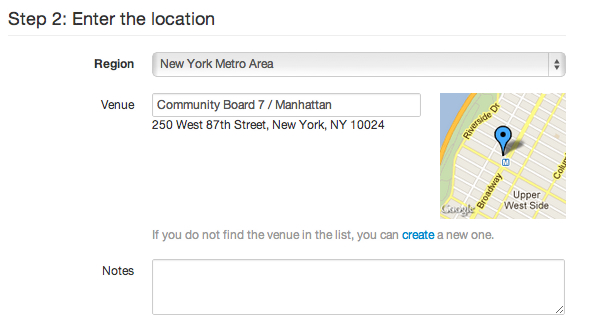 Step 2: Enter the location
Region
New York Metro Area
Venue
Community Board 7 / Manhattan
250 West 87th Street, New York, NY 10024
Riverside Dr
Broadway
M
Colum
Upper
West Side
Google
If you do not find the venue in the list, you can create a new one.
Notes